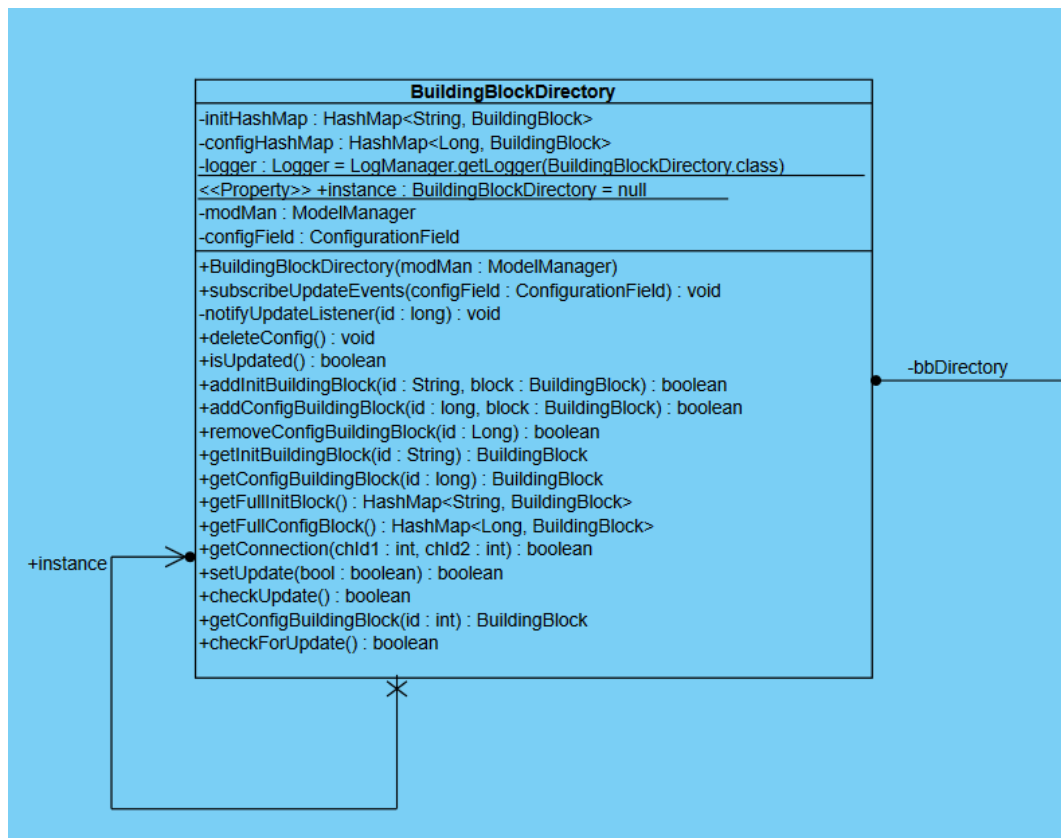 BuildingBlockDirectory
-initHashMap : HashMap<String, BuildingBlock>
-configHashMap : HashMap<Long, BuildingBlock>
-logger : Logger = LogManager.getLogger(BuildingBlockDirectory.class)
<<Property>> +instance : BuildingBlockDirectory = null
-modMan : ModelManager
-configField : ConfigurationField
+BuildingBlockDirectory(modMan : ModelManager)
+subscribeUpdateEvents(configField : ConfigurationField) : void
-notifyUpdateListener(id : long) : void
+deleteConfig() : void
+isUpdated() : boolean
+addInitBuildingBlock(id : String, block : BuildingBlock) : boolean
+addConfigBuildingBlock(id : long, block : BuildingBlock) : boolean
+removeConfigBuildingBlock(id : Long) : boolean
+getInitBuildingBlock(id : String) : BuildingBlock
+getConfigBuildingBlock(id : long) : BuildingBlock
+getFullInitBlock() : HashMap<String, BuildingBlock>
+getFullConfigBlock() : HashMap<Long, BuildingBlock>
+getConnection(chId1 : int, chId2 : int) : boolean
+setUpdate(bool : boolean) : boolean
+checkUpdate() : boolean
+getConfigBuildingBlock(id : int) : BuildingBlock
+checkForUpdate() : boolean
-bbDirectory
+instance